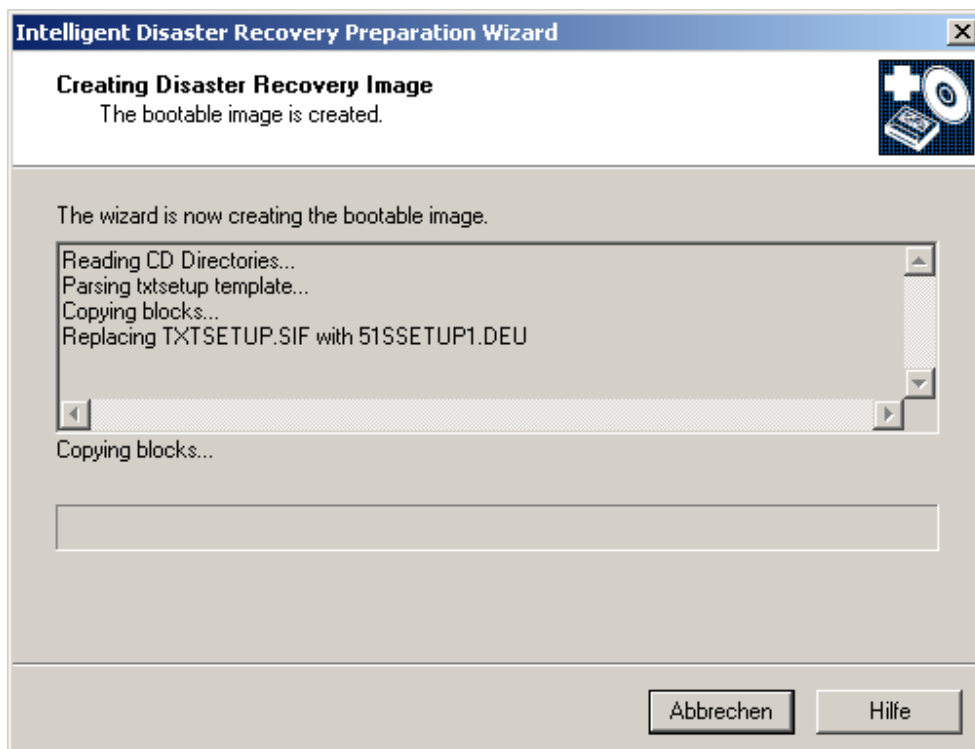 Intelligent Disaster Recovery Preparation Wizard
Creating Disaster Recovery Image
The bootable image is created.
The wizard is now creating the bootable image.
Reading CD Directories...
Parsing txtsetup template...
Copying blocks...
Replacing TXTSETUP.SIF with 51SSETUP1.DEU
Copying blocks...
Abbrechen
Hilfe